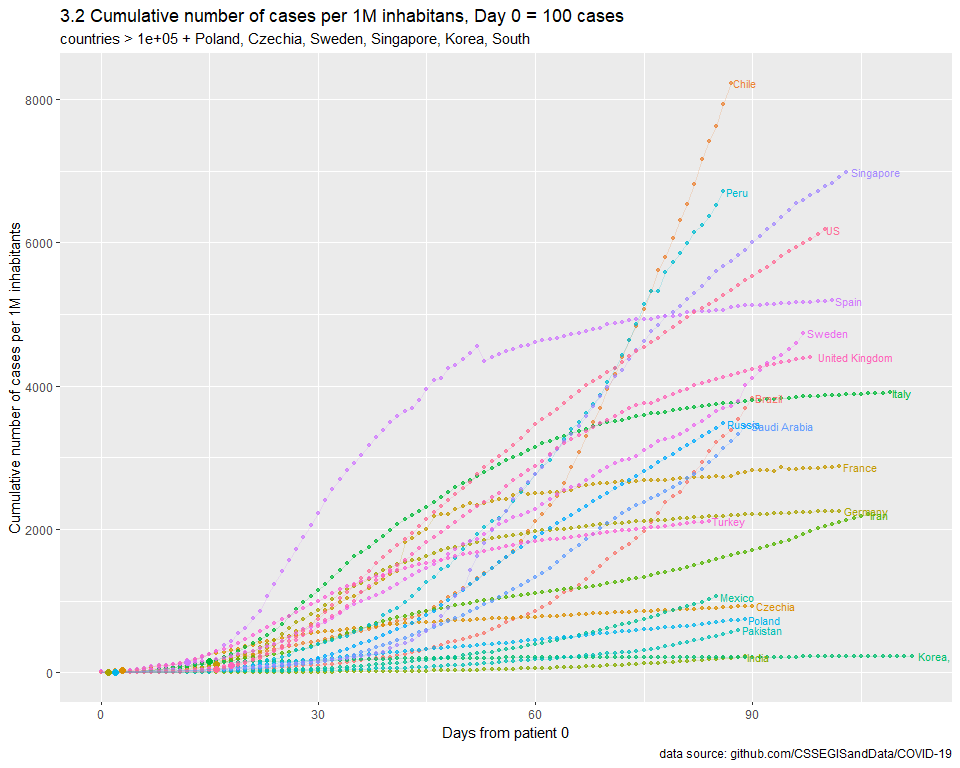 3.2 Cumulative number of cases per 1M inhabitans, Day 0 = 100 cases
countries > 1e+05 + Poland, Czechia, Sweden, Singapore, Korea, South
Cumulative number of cases per 1M inhabitants
8000
6000
4000
2000
0
Chile
Peru
Singapore
US
Spain
Sweden
United Kingdom
Italy
Brazil
Russia
Saudi Arabia
France
Germany
Iran
Turkey
Mexico
Czechia
Poland
Pakistan
India
Korea,
0
30
60
90
Days from patient 0
data source: github.com/CSSEGISandData/COVID-19